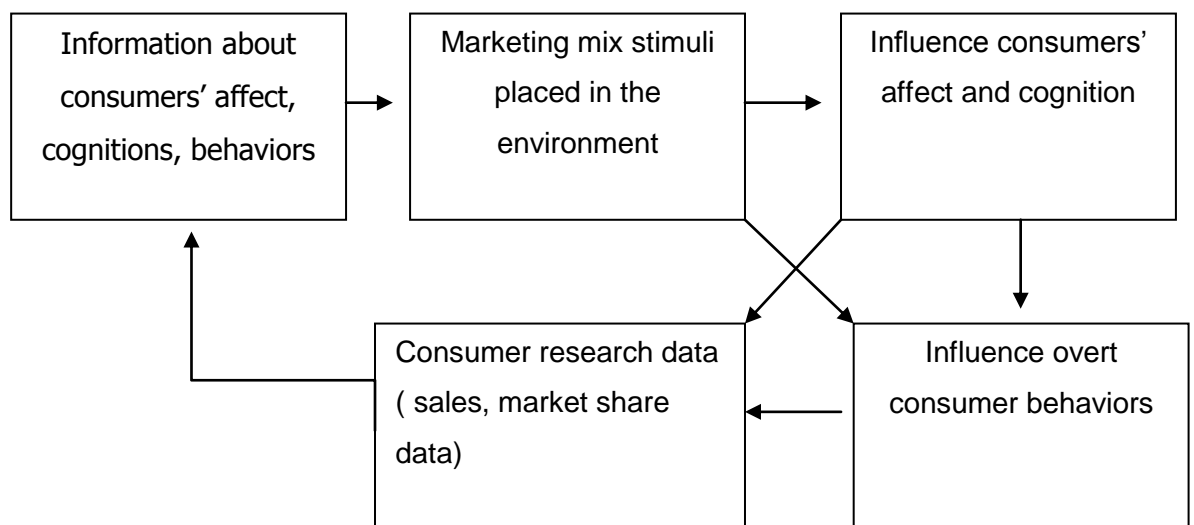 Information about
consumers’ affect,
cognitions, behaviors
Marketing mix stimuli
placed in the
environment
Influence consumers’
affect and cognition
Consumer research data
( sales, market share
data)
Influence overt
consumer behaviors